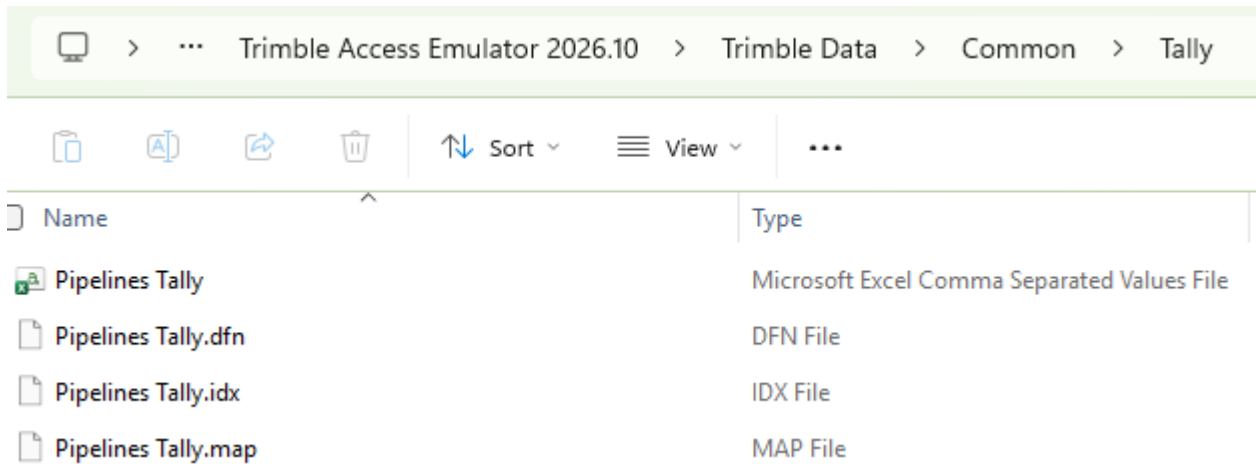 ... Trimble Access Emulator 2026.10 > Trimble Data > Common > Tally
Sort View ...
Name Type
Pipelines Tally Microsoft Excel Comma Separated Values File
Pipelines Tally.dfn DFN File
Pipelines Tally.idx IDX File
Pipelines Tally.map MAP File